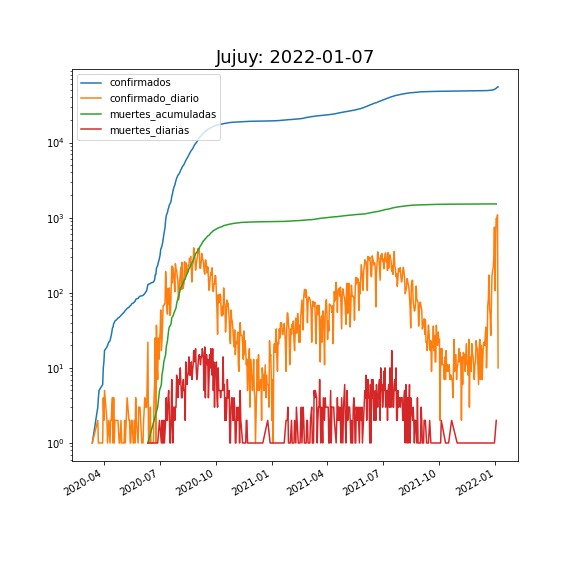 Jujuy: 2022-01-07
confirmados
confirmado_diario
muertes_acumuladas
muertes_diarias
10⁴
10³
10²
10¹
10⁰
2020-04 2020-07 2020-10 2021-01 2021-04 2021-07 2021-10 2022-01